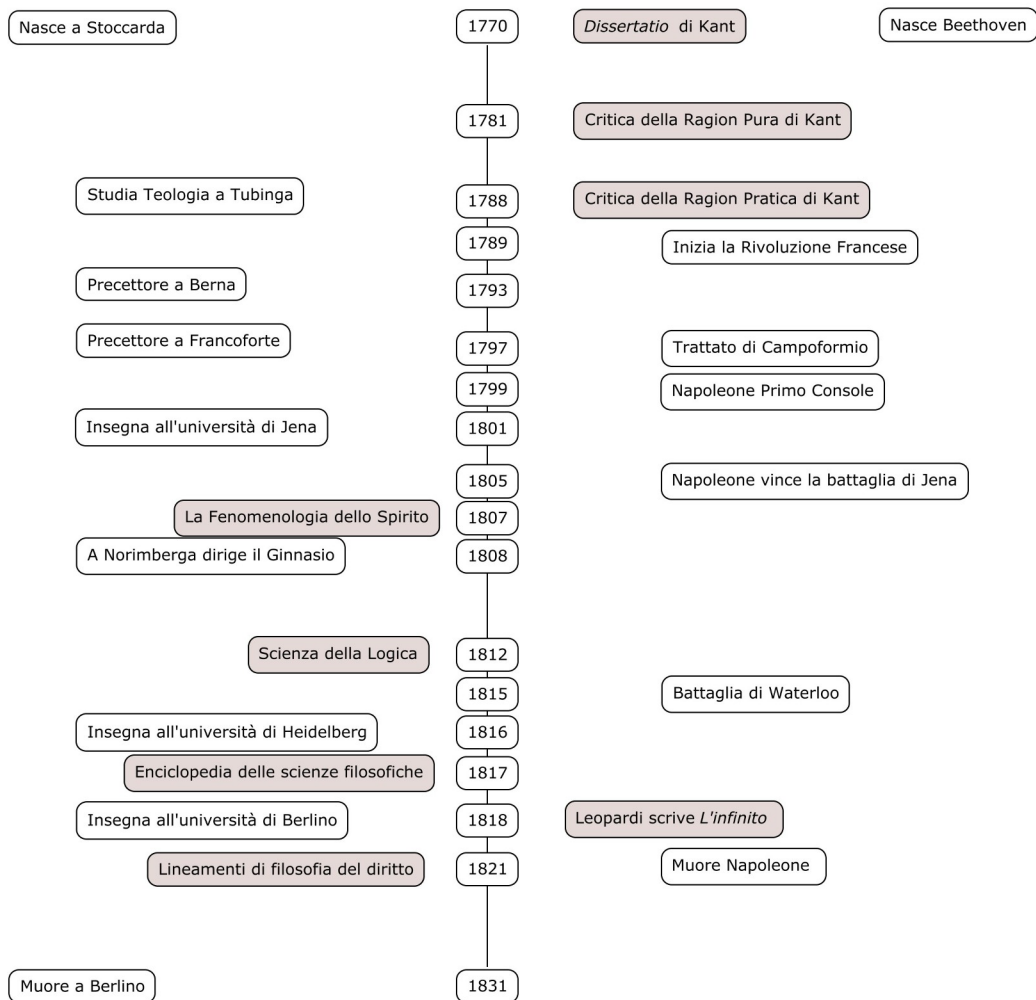 Nasce a Stoccarda
1770
Dissertatio di Kant
Nasce Beethoven
1781
Critica della Ragion Pura di Kant
Studia Teologia a Tubinga
1788
Critica della Ragion Pratica di Kant
1789
Inizia la Rivoluzione Francese
Precettore a Berna
1793
Precettore a Francoforte
1797
Trattato di Campoformio
1799
Napoleone Primo Console
Insegna all'università di Jena
1801
1805
Napoleone vince la battaglia di Jena
La Fenomenologia dello Spirito
1807
A Norimberga dirige il Ginnasio
1808
Scienza della Logica
1812
1815
Battaglia di Waterloo
Insegna all'università di Heidelberg
1816
Enciclopedia delle scienze filosofiche
1817
Insegna all'università di Berlino
1818
Leopardi scrive L'infinito
Lineamenti di filosofia del diritto
1821
Muore Napoleone
Muore a Berlino
1831